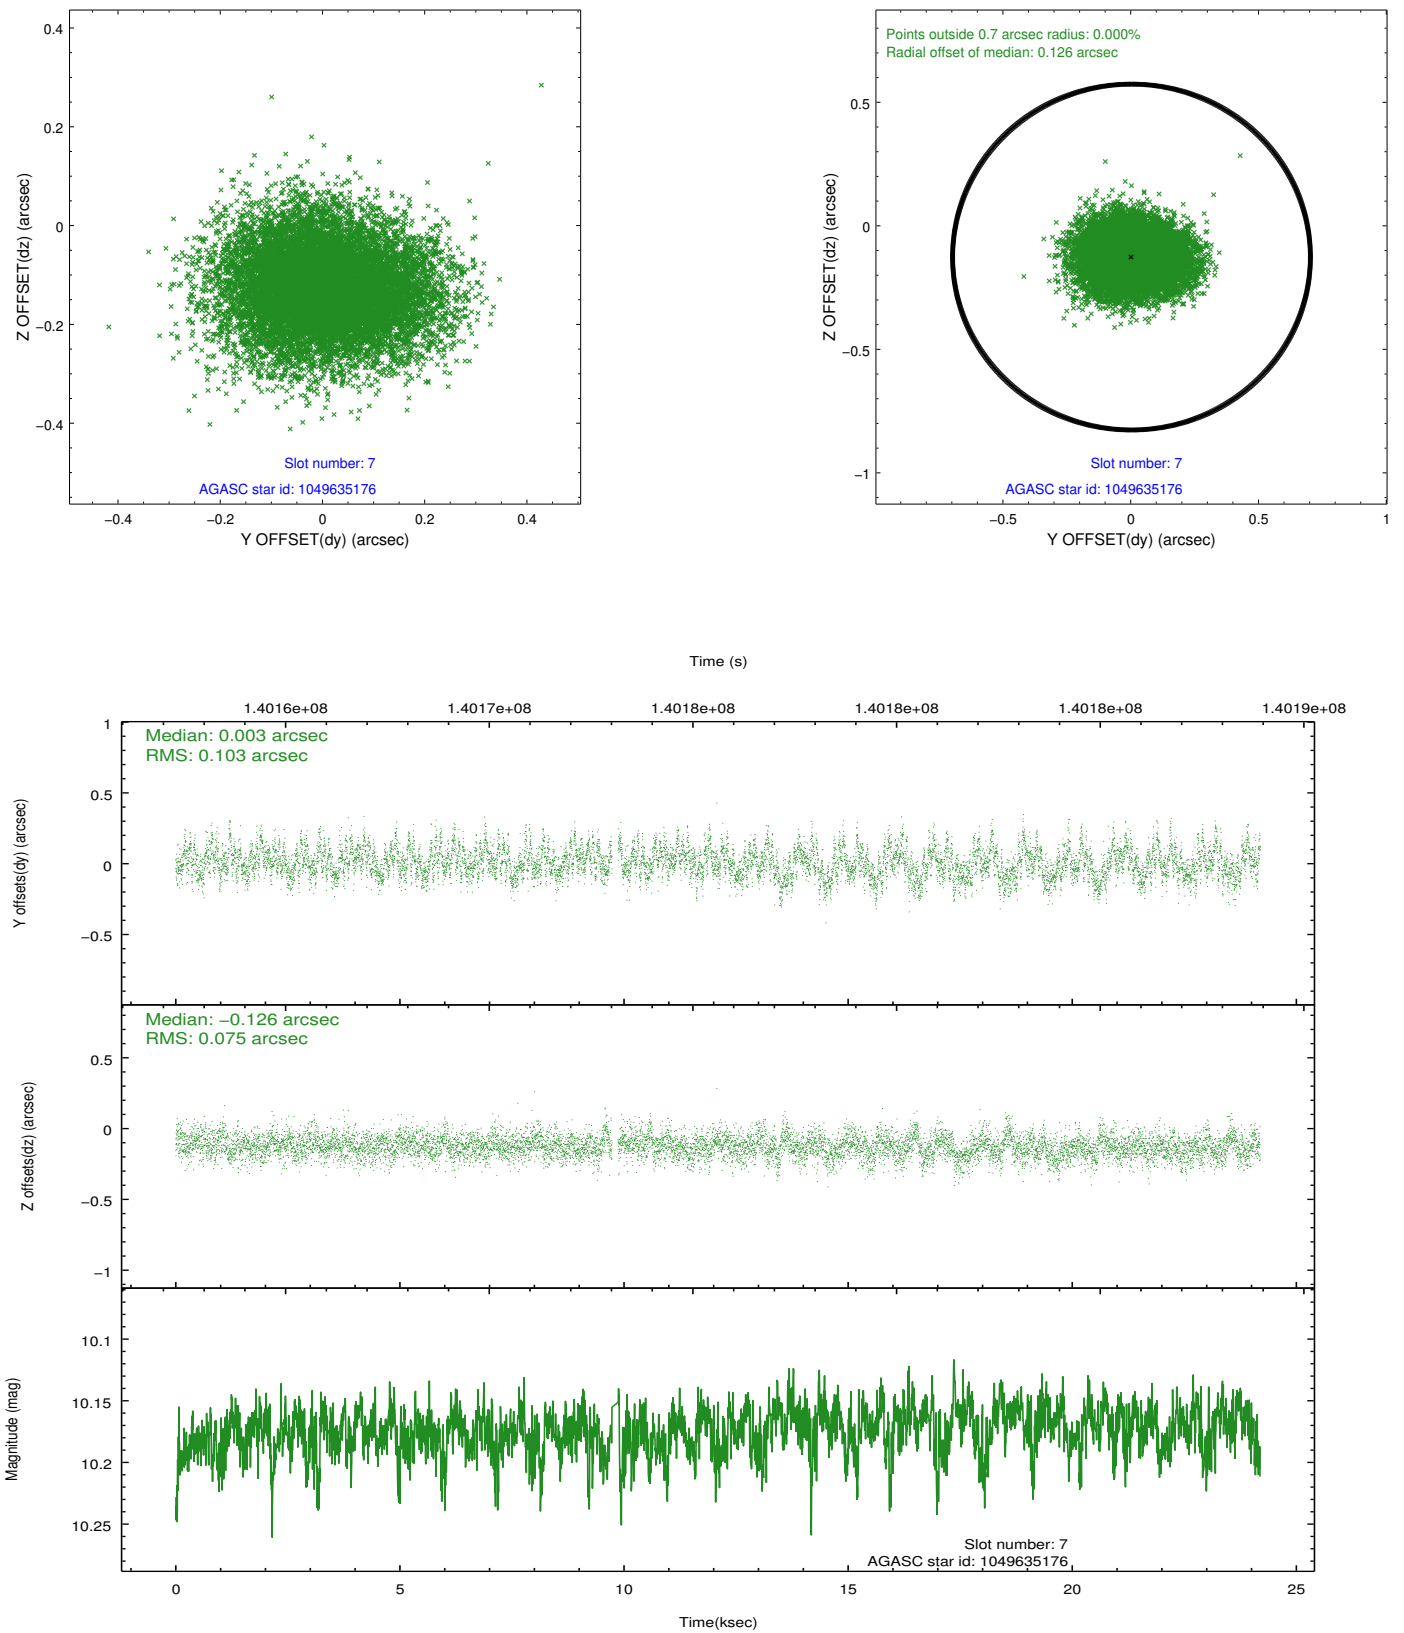 0.4
0.2
0
−0.2
−0.4
Z OFFSET(dz) (arcsec)
Slot number: 7
AGASC star id: 1049635176
−0.4 −0.2 0 0.2 0.4
Y OFFSET(dy) (arcsec)
Points outside 0.7 arcsec radius: 0.000%
Radial offset of median: 0.126 arcsec
0.5
0
−0.5
−1
Z OFFSET(dz) (arcsec)
Slot number: 7
AGASC star id: 1049635176
−0.5 0 0.5 1
Y OFFSET(dy) (arcsec)
Time (s)
1.4016e+08 1.4017e+08 1.4018e+08 1.4018e+08 1.4018e+08 1.4019e+08
Median: 0.003 arcsec
RMS: 0.103 arcsec
1
0.5
0
−0.5
Y offsets(dy) (arcsec)
Median: −0.126 arcsec
RMS: 0.075 arcsec
0.5
0
−0.5
−1
Z offsets(dz) (arcsec)
10.1
10.15
10.2
10.25
Magnitude (mag)
Slot number: 7
AGASC star id: 1049635176
0 5 10 15 20 25
Time(ksec)